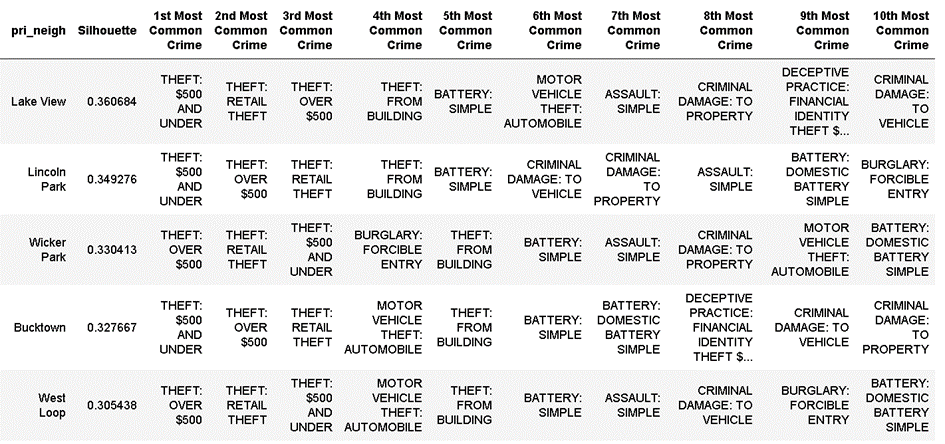 pri_neigh
Silhouette
1st Most
Common
Crime
2nd Most
Common
Crime
3rd Most
Common
Crime
4th Most
Common
Crime
5th Most
Common
Crime
6th Most
Common
Crime
7th Most
Common
Crime
8th Most
Common
Crime
9th Most
Common
Crime
10th Most
Common
Crime
Lake View
0.360684
THEFT:
$500
AND
UNDER
THEFT:
RETAIL
THEFT
THEFT:
OVER
$500
THEFT:
FROM
BUILDING
BATTERY:
SIMPLE
MOTOR
VEHICLE
THEFT:
AUTOMOBILE
ASSAULT:
SIMPLE
CRIMINAL
DAMAGE: TO
PROPERTY
DECEPTIVE
PRACTICE:
FINANCIAL
IDENTITY
THEFT $...
CRIMINAL
DAMAGE:
TO
VEHICLE
Lincoln
Park
0.349276
THEFT:
$500
AND
UNDER
THEFT:
OVER
$500
THEFT:
RETAIL
THEFT
THEFT:
FROM
BUILDING
BATTERY:
SIMPLE
CRIMINAL
DAMAGE: TO
VEHICLE
CRIMINAL
DAMAGE:
TO
PROPERTY
ASSAULT:
SIMPLE
BATTERY:
DOMESTIC
BATTERY
SIMPLE
BURGLARY:
FORCIBLE
ENTRY
Wicker
Park
0.330413
THEFT:
OVER
$500
THEFT:
RETAIL
THEFT
THEFT:
$500
AND
UNDER
BURGLARY:
FORCIBLE
ENTRY
THEFT:
FROM
BUILDING
BATTERY:
SIMPLE
ASSAULT:
SIMPLE
CRIMINAL
DAMAGE: TO
PROPERTY
MOTOR
VEHICLE
THEFT:
AUTOMOBILE
BATTERY:
DOMESTIC
BATTERY
SIMPLE
Bucktown
0.327667
THEFT:
$500
AND
UNDER
THEFT:
OVER
$500
THEFT:
RETAIL
THEFT
MOTOR
VEHICLE
THEFT:
AUTOMOBILE
THEFT:
FROM
BUILDING
BATTERY:
SIMPLE
BATTERY:
DOMESTIC
BATTERY
SIMPLE
DECEPTIVE
PRACTICE:
FINANCIAL
IDENTITY
THEFT $...
CRIMINAL
DAMAGE: TO
VEHICLE
CRIMINAL
DAMAGE:
TO
PROPERTY
West
Loop
0.305438
THEFT:
OVER
$500
THEFT:
RETAIL
THEFT
THEFT:
$500
AND
UNDER
MOTOR
VEHICLE
THEFT:
AUTOMOBILE
THEFT:
FROM
BUILDING
BATTERY:
SIMPLE
ASSAULT:
SIMPLE
CRIMINAL
DAMAGE: TO
VEHICLE
BURGLARY:
FORCIBLE
ENTRY
BATTERY:
DOMESTIC
BATTERY
SIMPLE